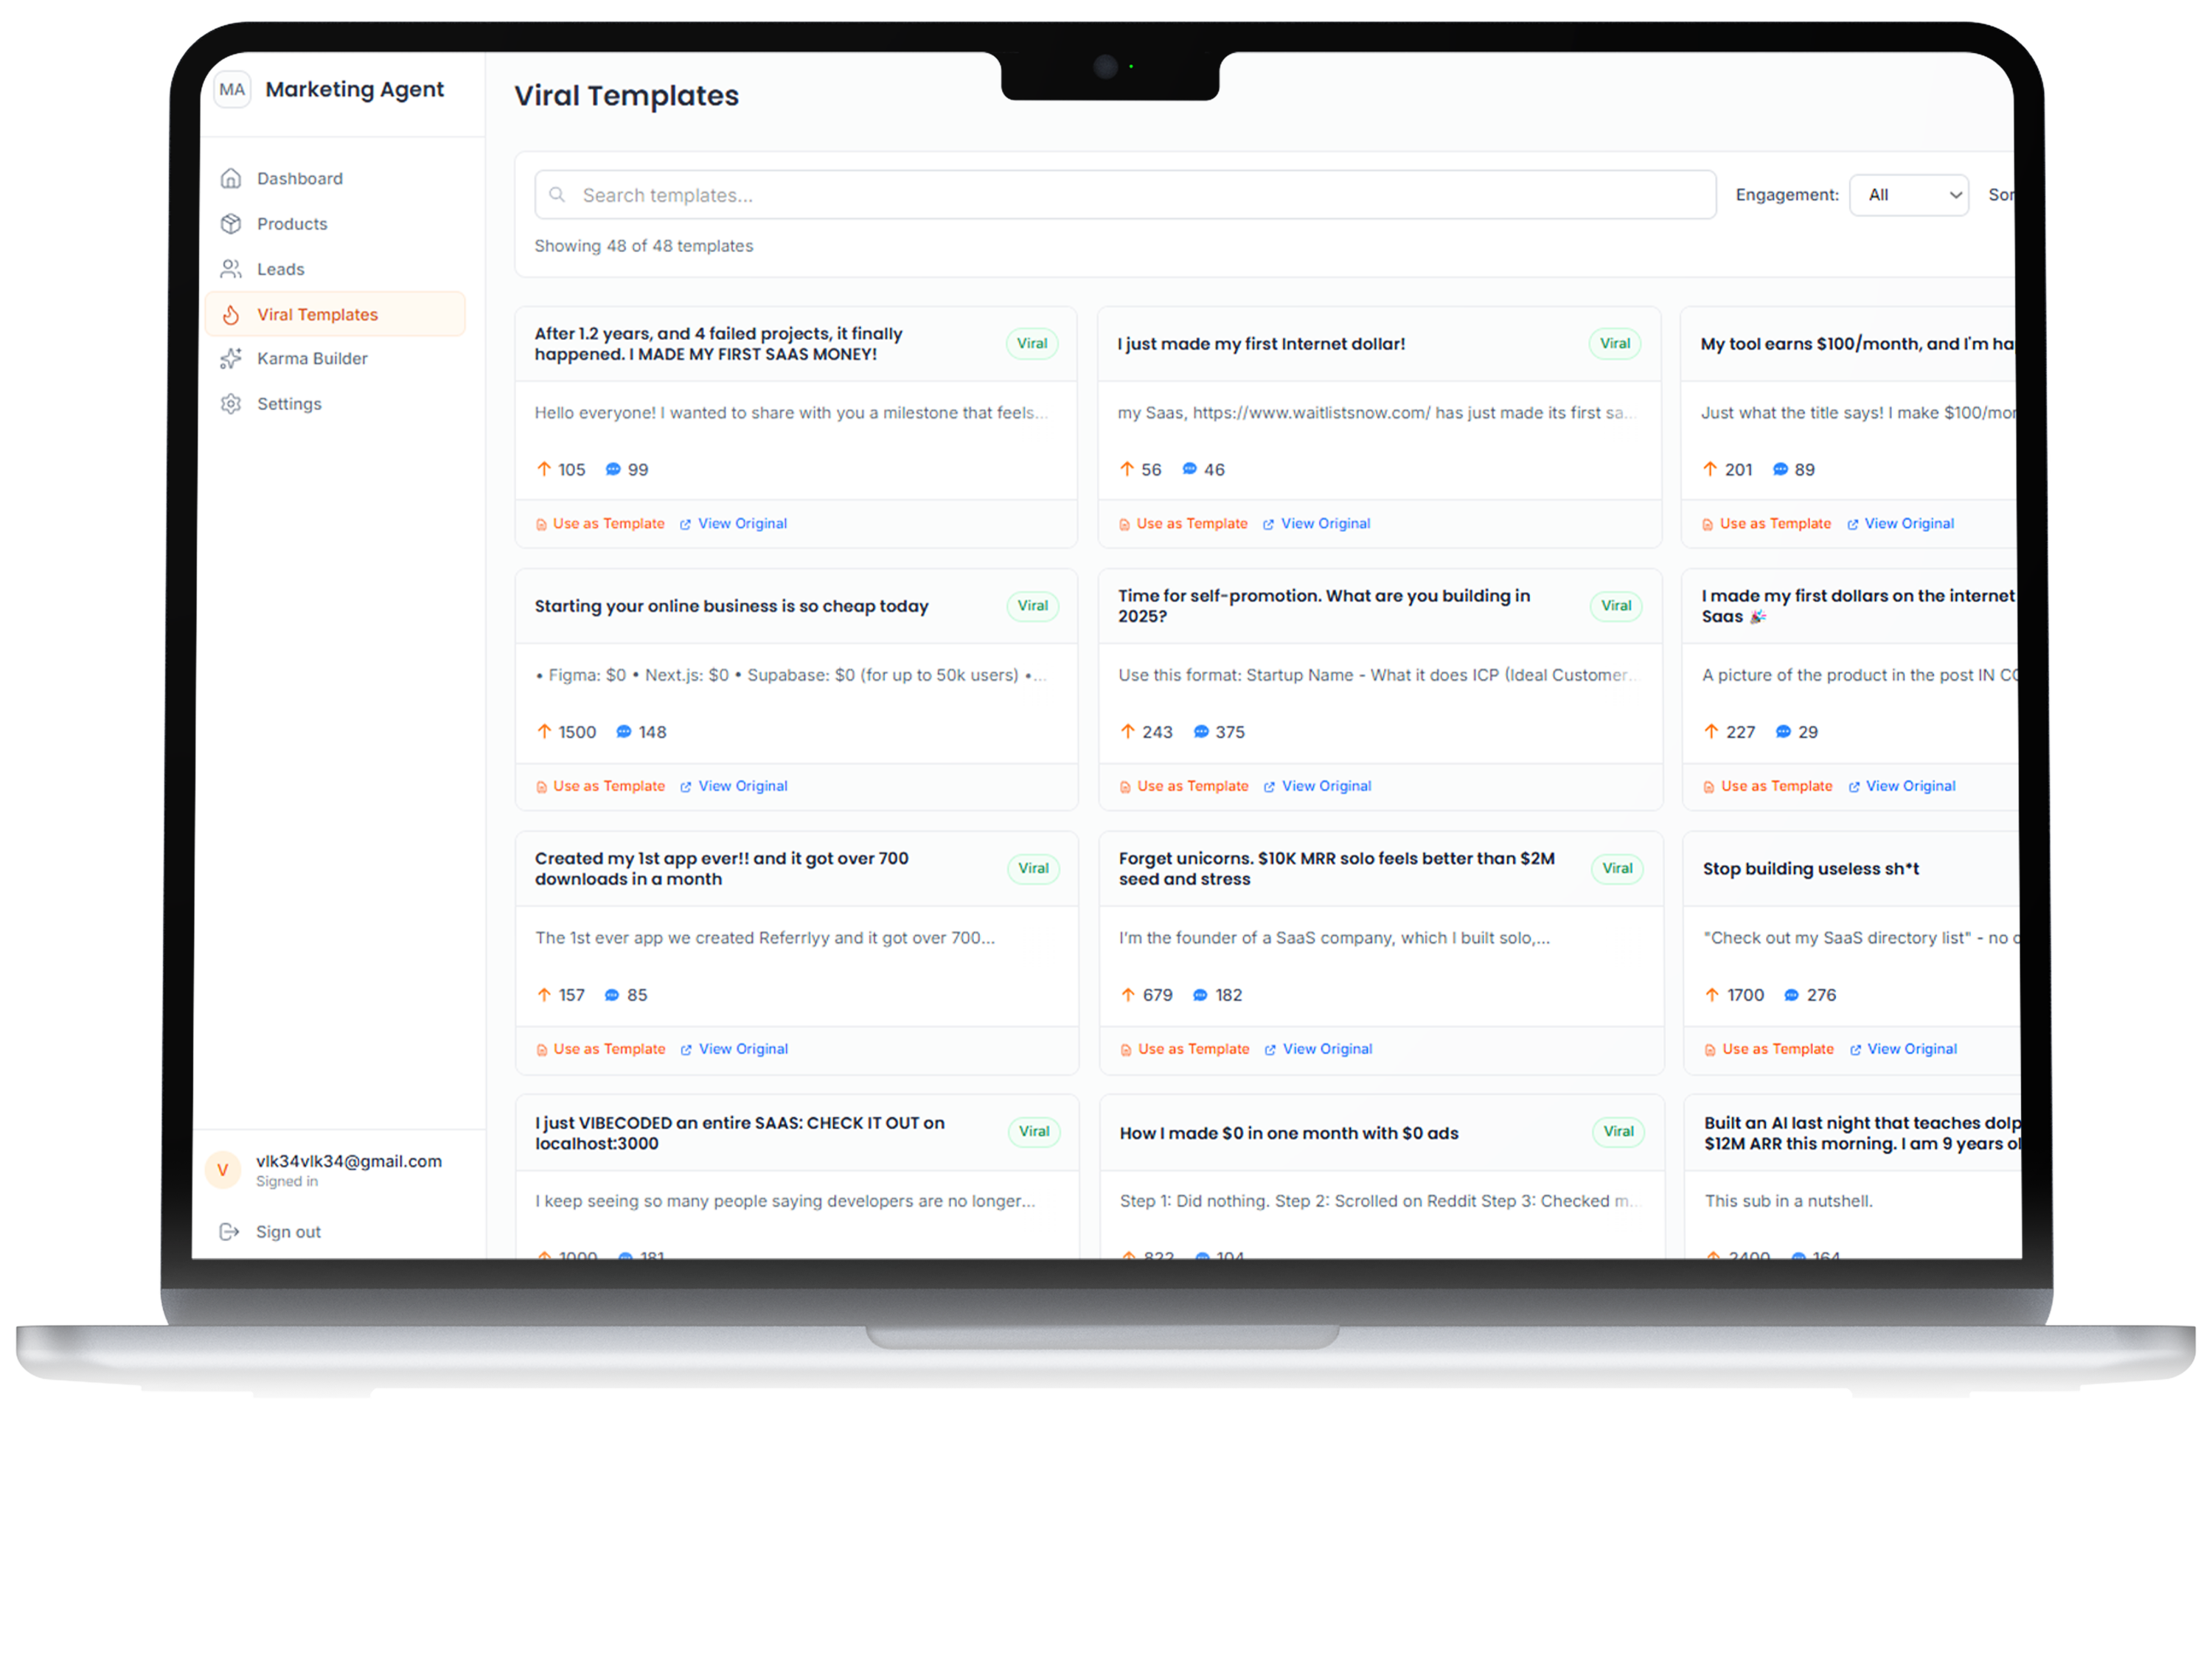 MA Marketing Agent
Dashboard
Products
Leads
Viral Templates
Karma Builder
Settings
vlk34vlk34@gmail.com
V
Signed in
Sign out
Viral Templates
Search templates...
Engagement: All
Showing 48 of 48 templates
After 1.2 years, and 4 failed projects, it finally
happened. I MADE MY FIRST SAAS MONEY!
Viral
Hello everyone! I wanted to share with you a milestone that feels...
105 99
Use as Template View Original
I just made my first Internet dollar!
Viral
my Saas, https://www.waitlistsnow.com/ has just made its first sa...
56 46
Use as Template View Original
My tool earns $100/month, and I'm ha
Just what the title says! I make $100/mor
201 89
Use as Template View Original
Starting your online business is so cheap today
Viral
• Figma: $0 • Next.js: $0 • Supabase: $0 (for up to 50k users) •...
1500 148
Use as Template View Original
Time for self-promotion. What are you building in
2025?
Viral
Use this format: Startup Name - What it does ICP (Ideal Customer...
243 375
Use as Template View Original
I made my first dollars on the internet
Saas 🎉
A picture of the product in the post IN CO
227 29
Use as Template View Original
Created my 1st app ever!! and it got over 700
downloads in a month
Viral
The 1st ever app we created Referrlyy and it got over 700...
157 85
Use as Template View Original
Forget unicorns. $10K MRR solo feels better than $2M
seed and stress
Viral
I'm the founder of a SaaS company, which I built solo,...
679 182
Use as Template View Original
Stop building useless sh*t
"Check out my SaaS directory list" - no
1700 276
Use as Template View Original
I just VIBECODED an entire SAAS: CHECK IT OUT on
localhost:3000
Viral
I keep seeing so many people saying developers are no longer...
1000 181
How I made $0 in one month with $0 ads
Viral
Step 1: Did nothing. Step 2: Scrolled on Reddit Step 3: Checked m...
822 104
Built an AI last night that teaches dolp
$12M ARR this morning. I am 9 years ol
This sub in a nutshell.
2400 164